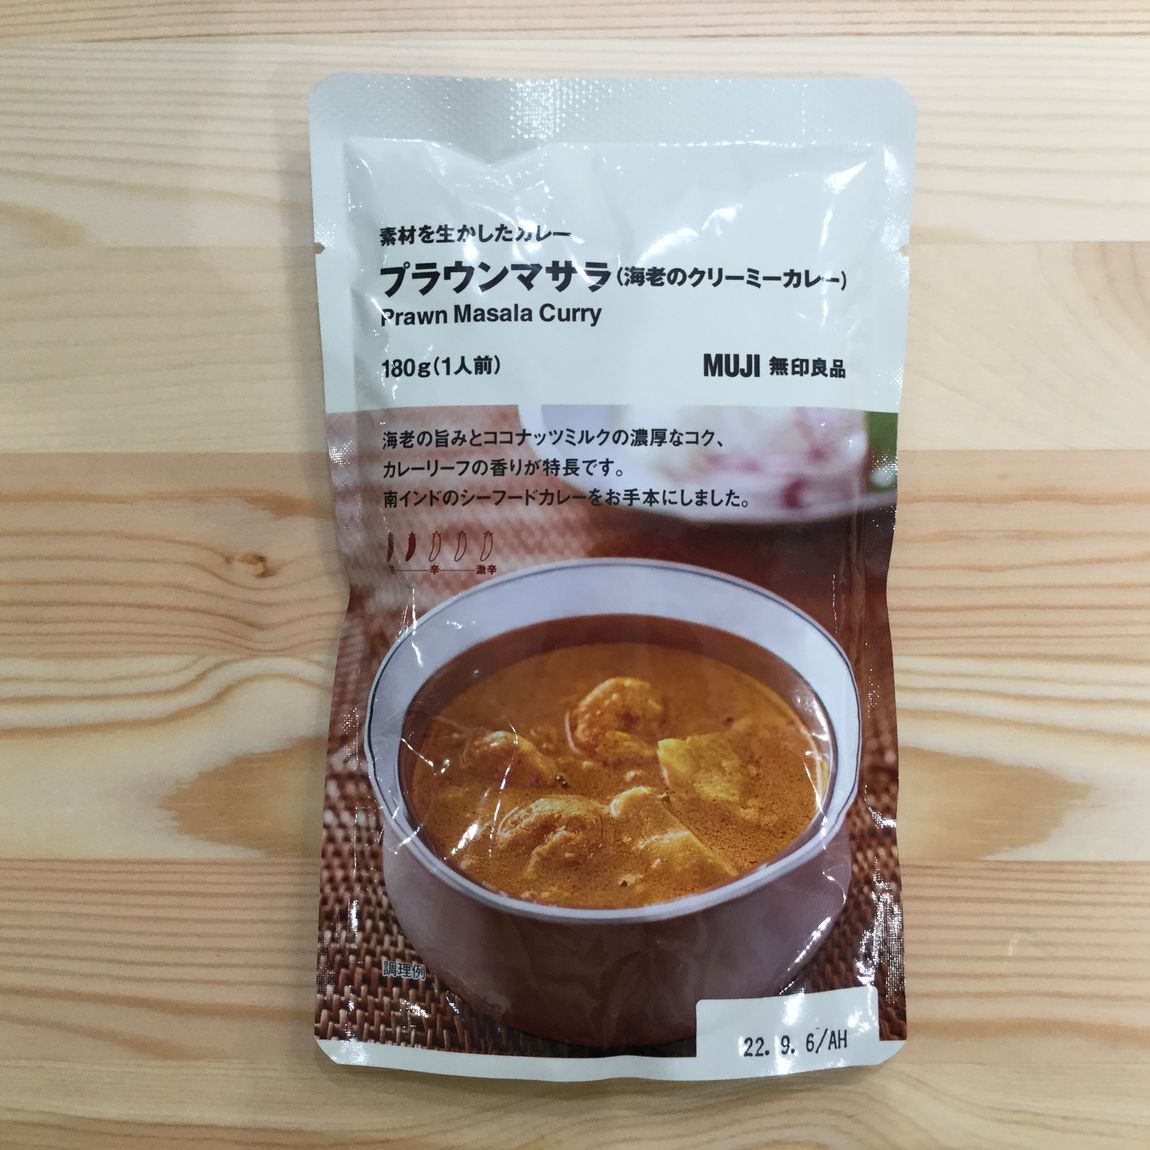 素材を生かしたカレー
プラウンマサラ(海老のクリーミーカレー)
Prawn Masala Curry
180g(1人前)
MUJI 無印良品
海老の旨みとココナッツミルクの濃厚なコク、
カレーリーフの香りが特長です。
南インドのシーフードカレーをお手本にしました。
辛 激辛
調理例
22. 9. 6/AH